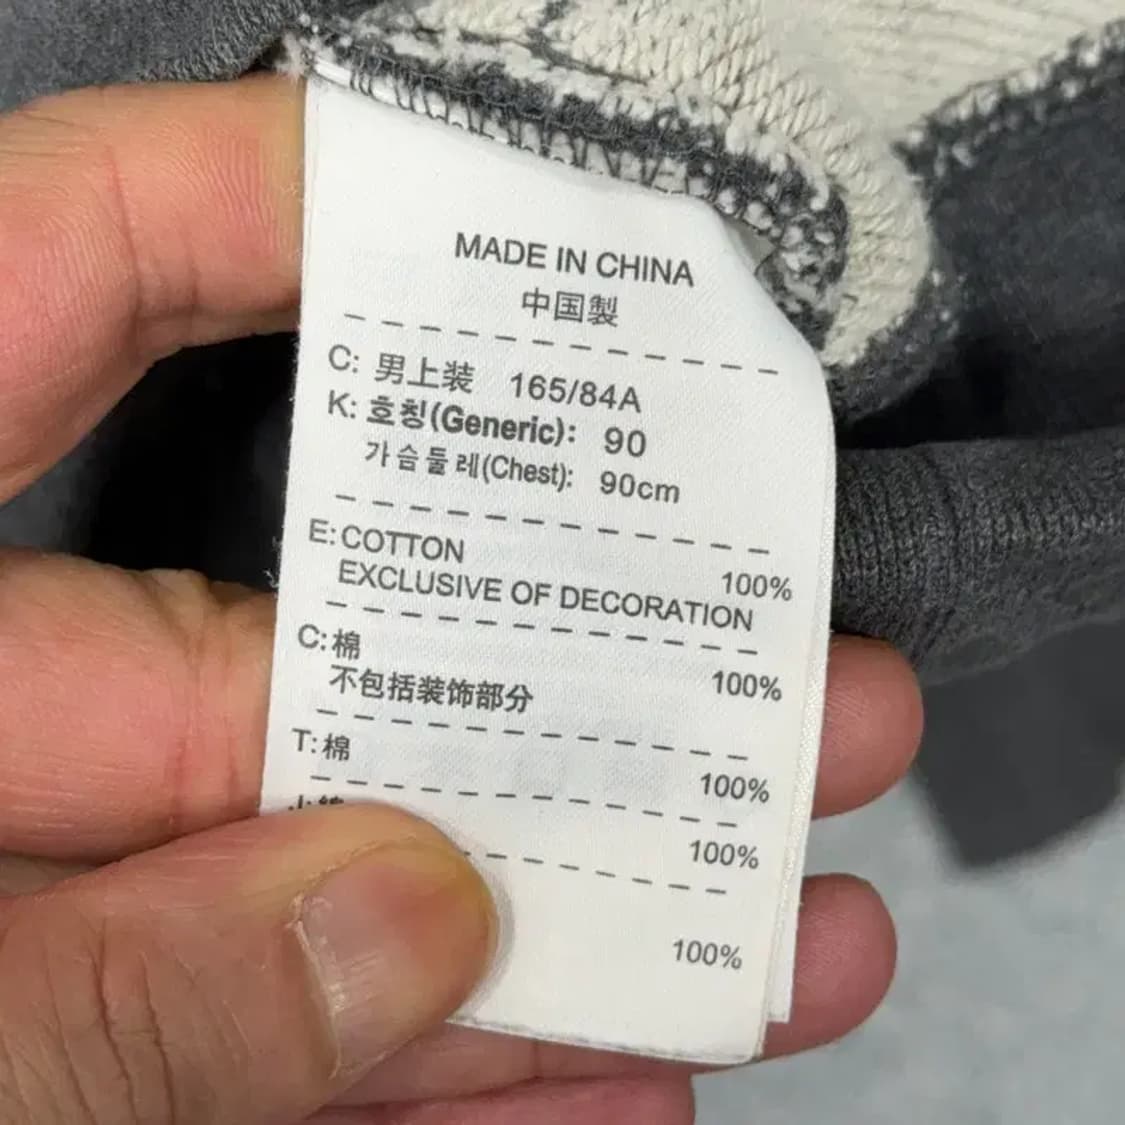 MADE IN CHINA
中国製
C: 男上装 165/84A
K: 호칭(Generic): 90
가슴둘레(Chest): 90cm
E: COTTON 100%
EXCLUSIVE OF DECORATION
C: 棉 100%
不包括装饰部分
T: 棉 100%
100%
100%